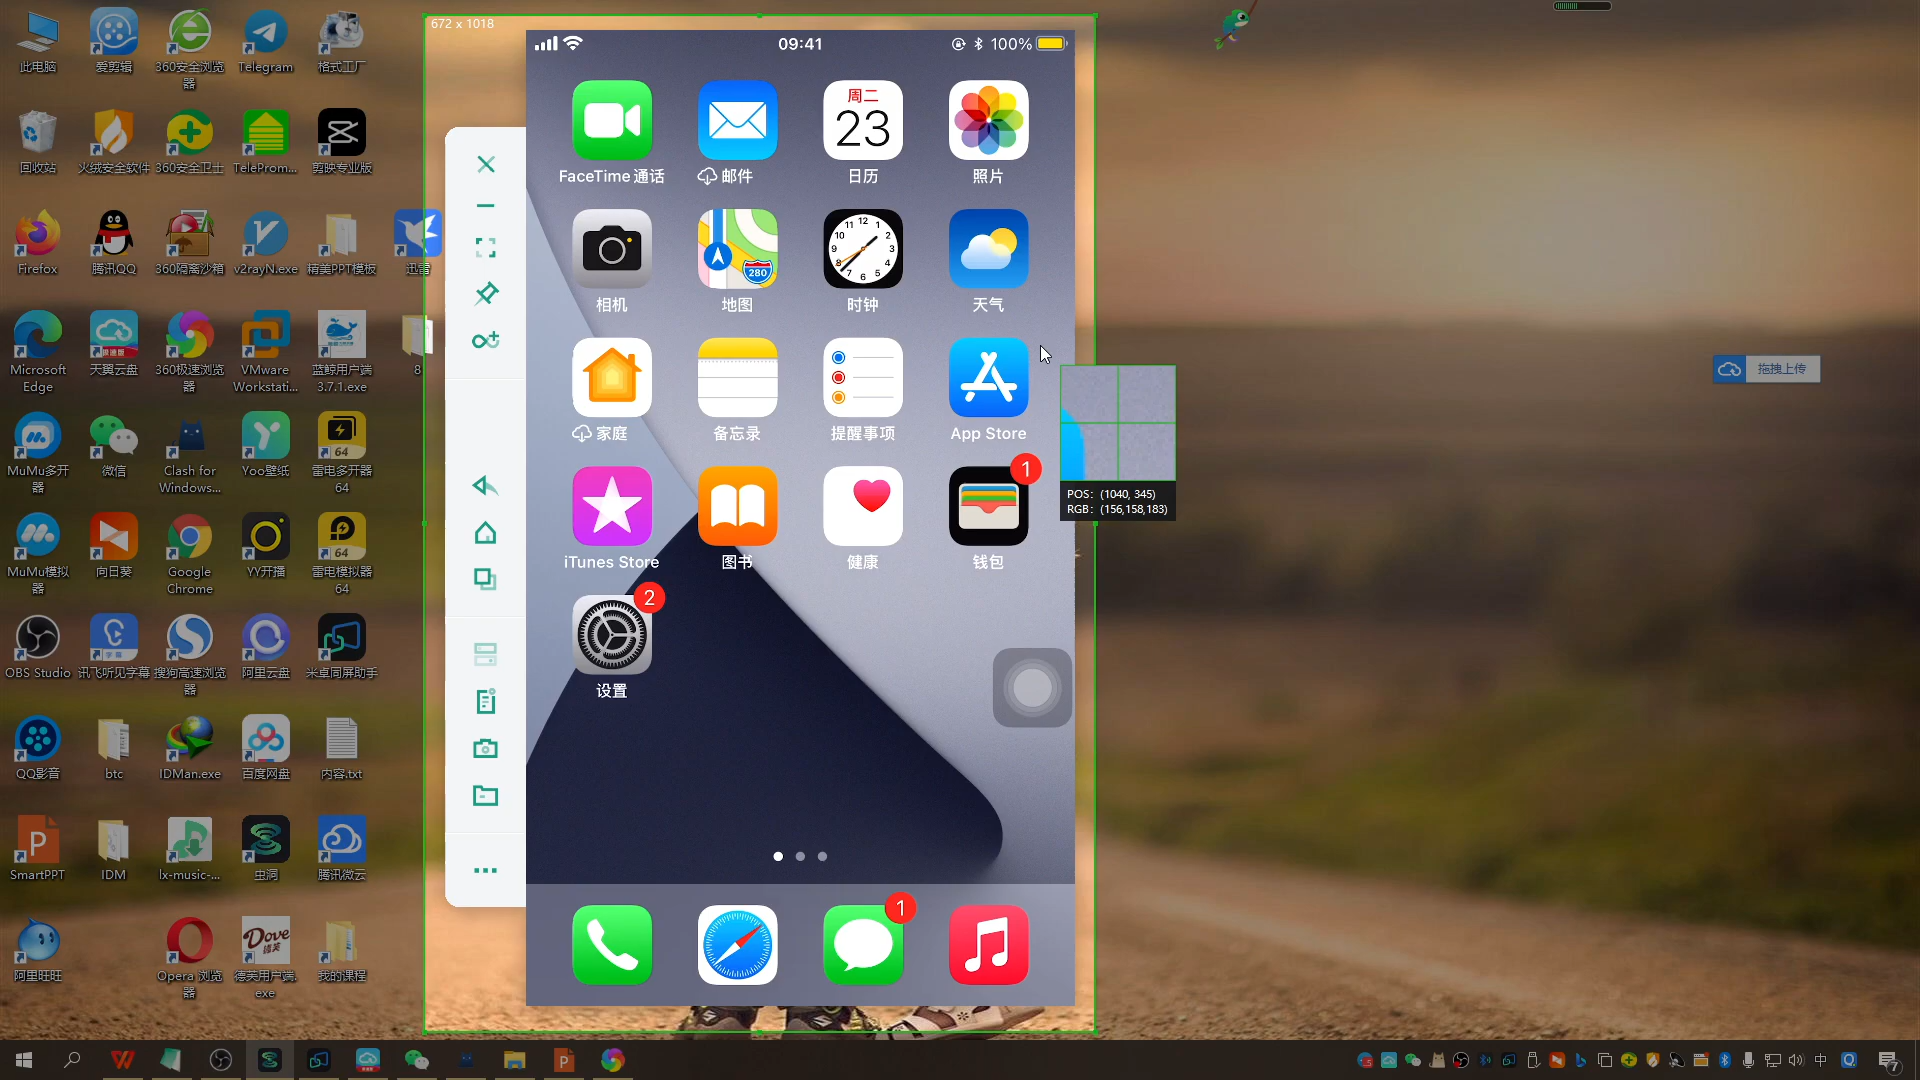 672 x 1018
此电脑
爱剪辑
360安全浏览
器
Telegram
格式工厂
回收站
火绒安全软件
360安全卫士
TeleProm...
剪映专业版
Firefox
腾讯QQ
360隔离沙箱
v2rayN.exe
精美PPT模板
迅雷
Microsoft
Edge
天翼云盘
360极速浏览
器
VMware
Workstati...
蓝鲸用户端
3.7.1.exe
8
MuMu多开
器
微信
Clash for
Windows...
Yoo壁纸
雷电多开器
64
MuMu模拟
器
向日葵
Google
Chrome
YY开播
雷电模拟器
64
OBS Studio
讯飞听见字幕
搜狗高速浏览
器
阿里云盘
米卓同屏助手
QQ影音
btc
IDMan.exe
百度网盘
内容.txt
SmartPPT
IDM
lx-music-...
虫洞
腾讯微云
阿里旺旺
Opera 浏览
器
德芙用户端.
exe
我的课程
09:41
100%
周二
23
FaceTime 通话
邮件
日历
照片
280
相机
地图
时钟
天气
家庭
备忘录
提醒事项
App Store
1
iTunes Store
图书
健康
钱包
2
设置
1
POS: (1040, 345)
RGB: (156,158,183)
拖拽上传
中
7